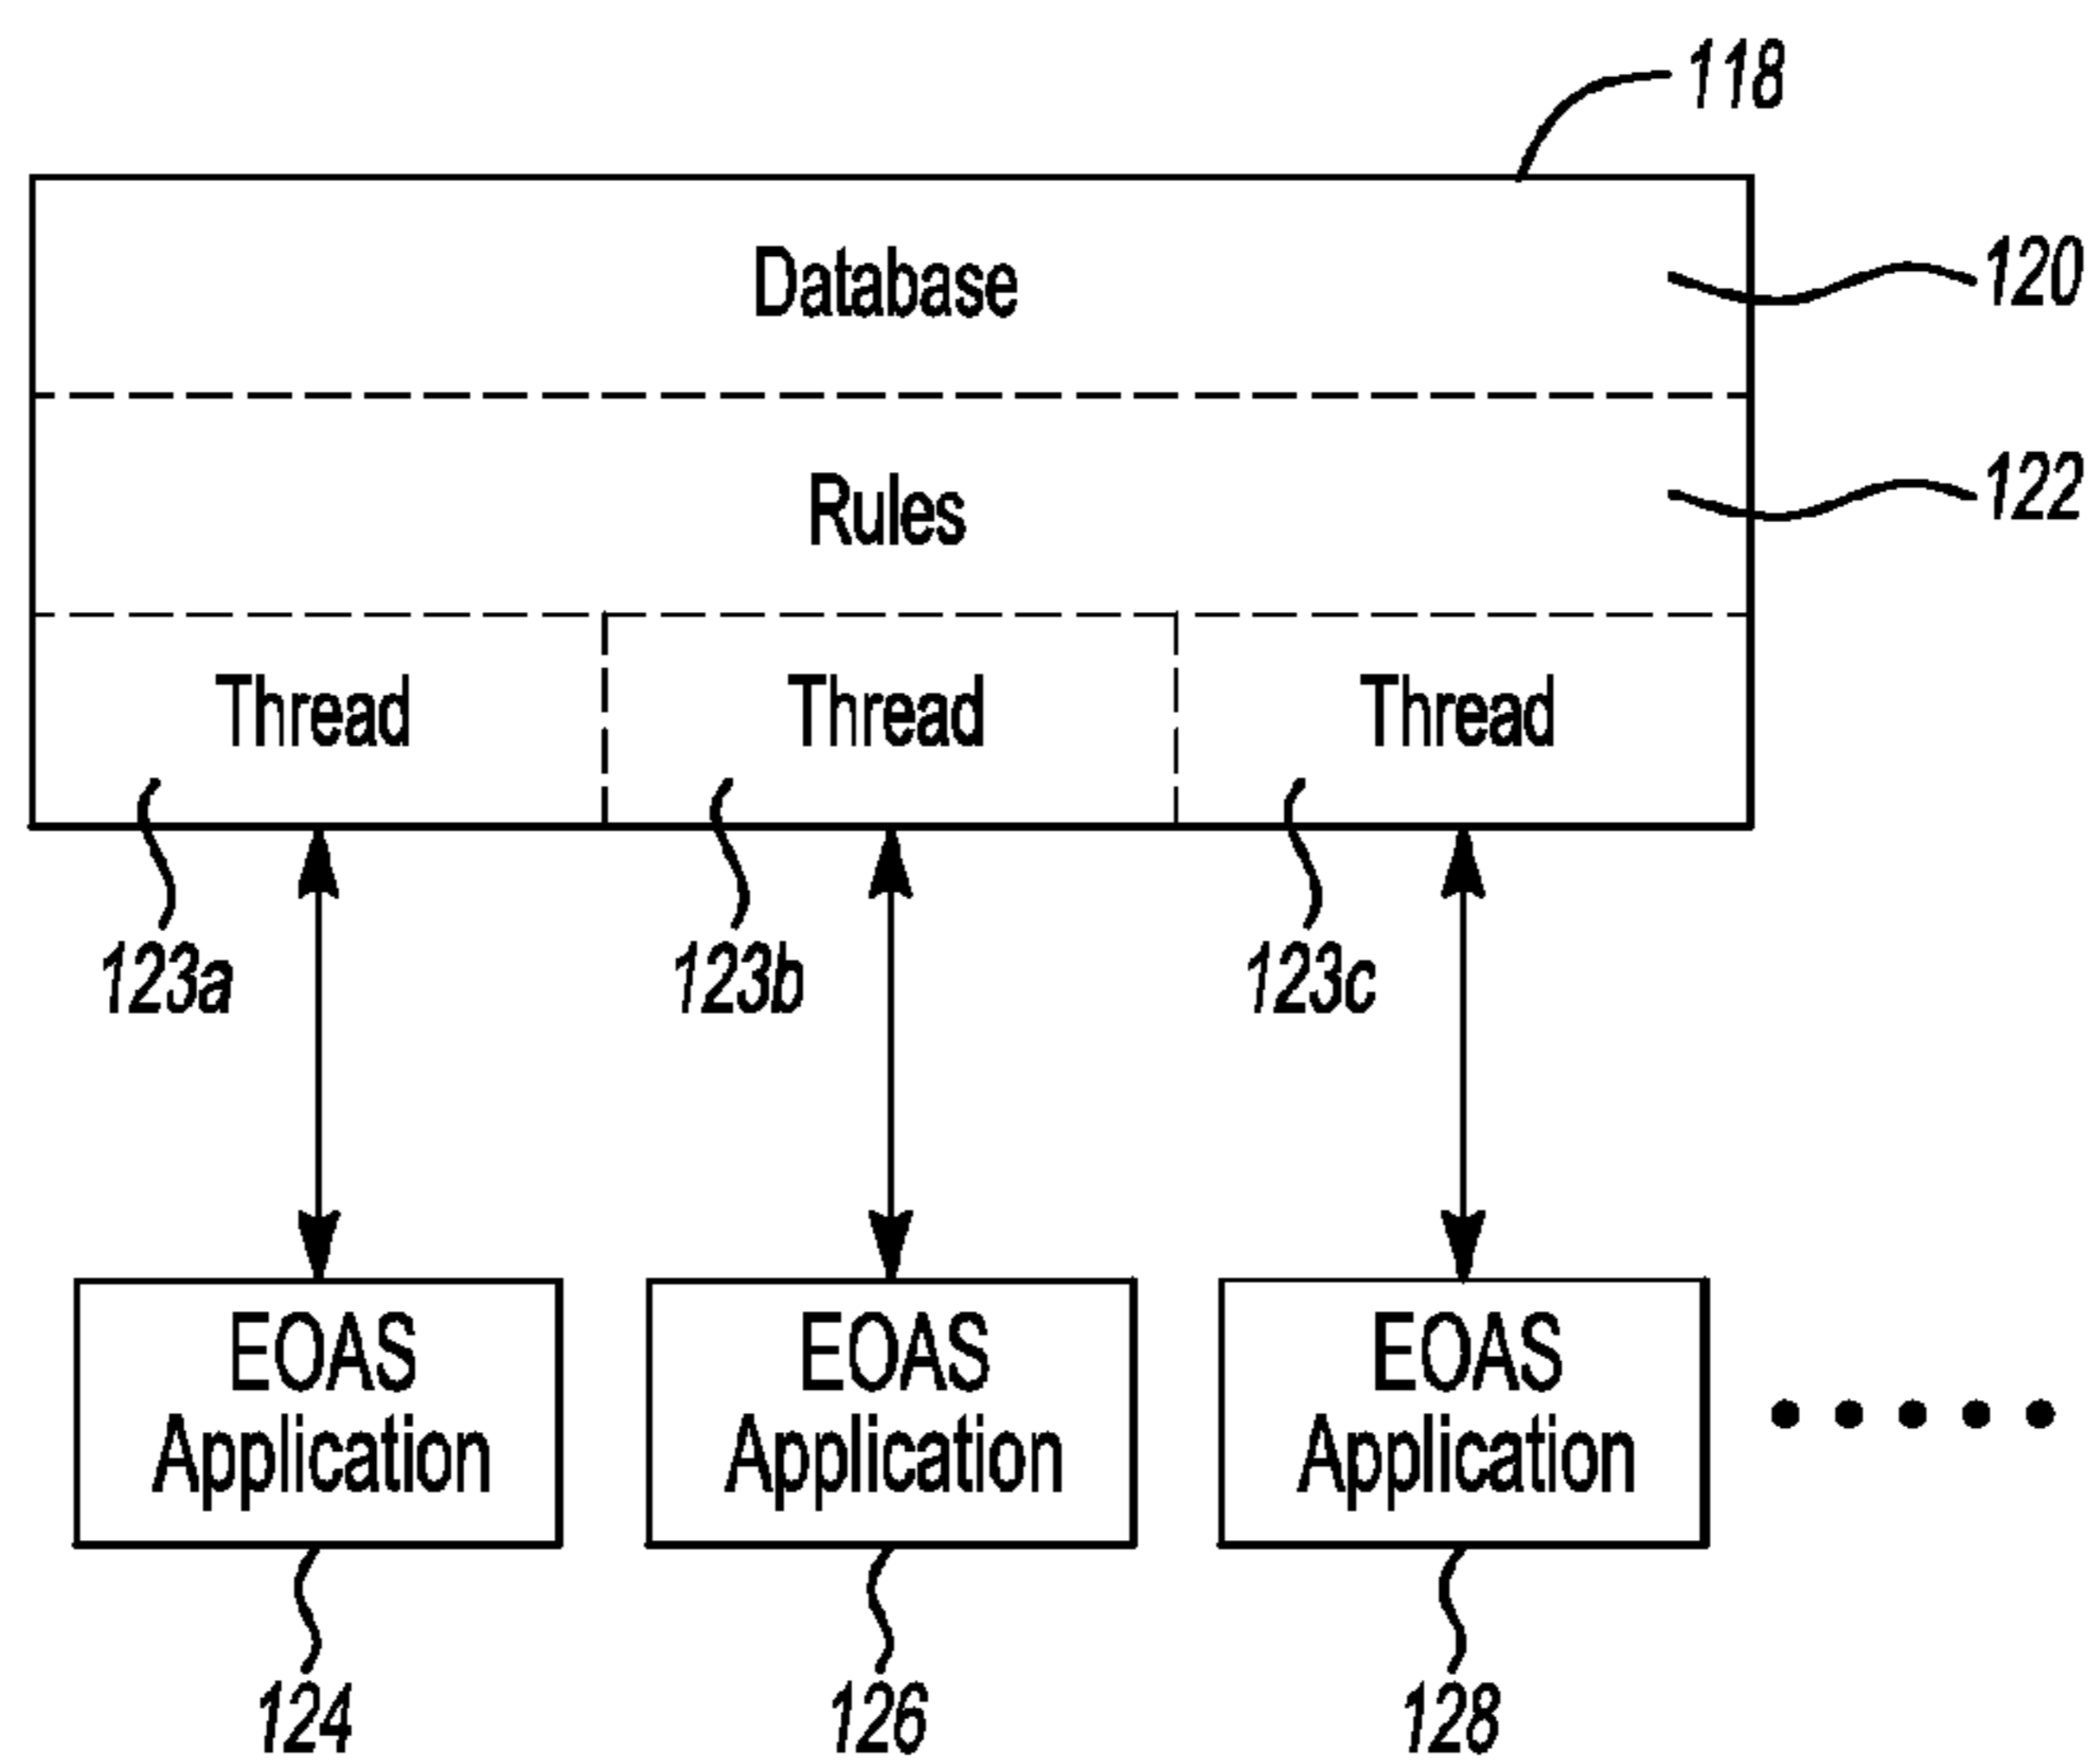 118
Database
120
Rules
122
Thread Thread Thread
123a 123b 123c
EOAS EOAS EOAS
Application Application Application
124 126 128